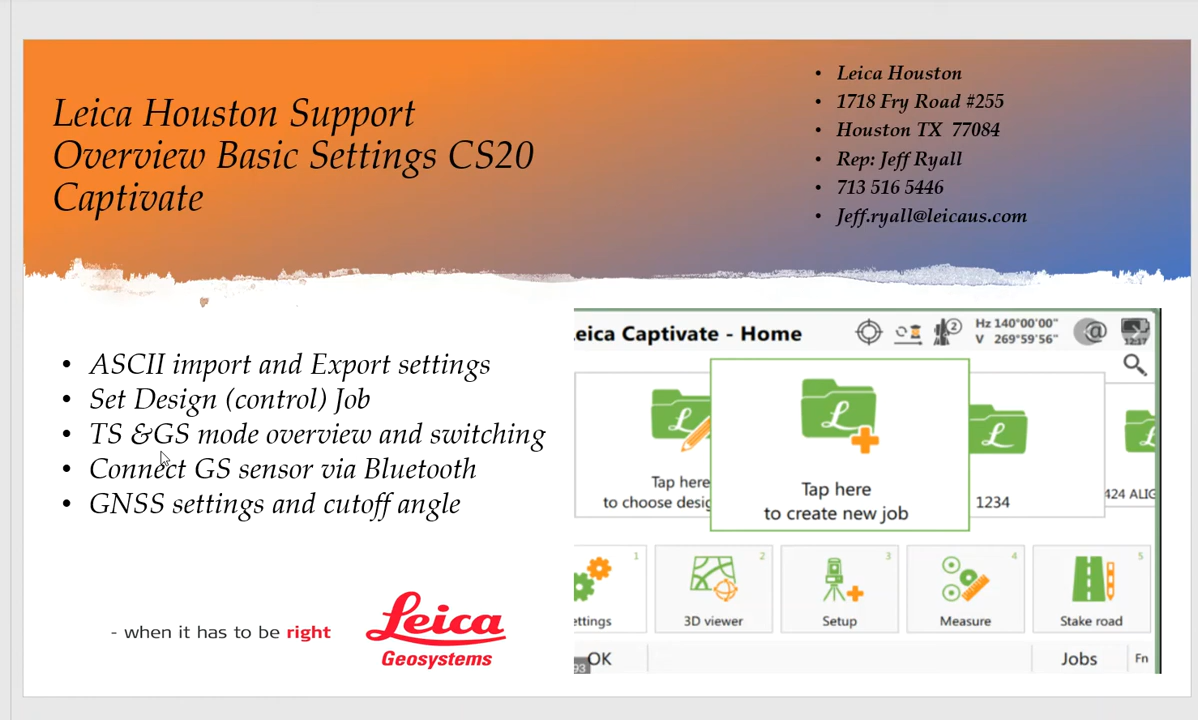 Leica Houston Support
Overview Basic Settings CS20
Captivate
• Leica Houston
• 1718 Fry Road #255
• Houston TX 77084
• Rep: Jeff Ryall
• 713 516 5446
• Jeff.ryall@leicaus.com
• ASCII import and Export settings
• Set Design (control) Job
• TS &GS mode overview and switching
• Connect GS sensor via Bluetooth
• GNSS settings and cutoff angle
- when it has to be right
Leica
Geosystems
eica Captivate - Home
2
Hz 140°00'00"
V 269°59'56"
@
12:17
Tap here
to choose desig
Tap here
to create new job
1234
424 ALIG
1
ettings
2
3D viewer
3
Setup
4
Measure
5
Stake road
93
OK
Jobs
Fn